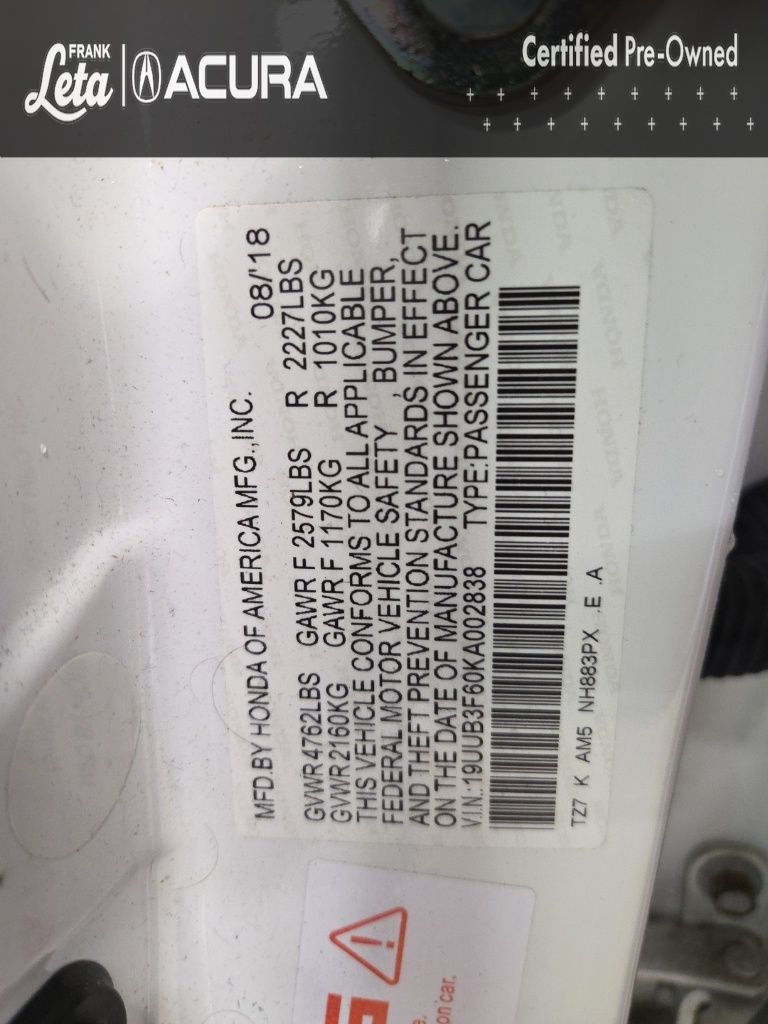 FRANK
Leta
ACURA
Certified Pre-Owned
MFD.BY HONDA OF AMERICA MFG.,INC. 08/'18
GVWR 4762LBS GAWR F 2579LBS R 2227LBS
GVWR 2160KG GAWR F 1170KG R 1010KG
THIS VEHICLE CONFORMS TO ALL APPLICABLE
FEDERAL MOTOR VEHICLE SAFETY , BUMPER,
AND THEFT PREVENTION STANDARDS, IN EFFECT
ON THE DATE OF MANUFACTURE SHOWN ABOVE.
V.I.N.:19UUB3F60KA002838 TYPE:PASSENGER CAR
TZ7 K AM5 NH883PX .E .A
on car.